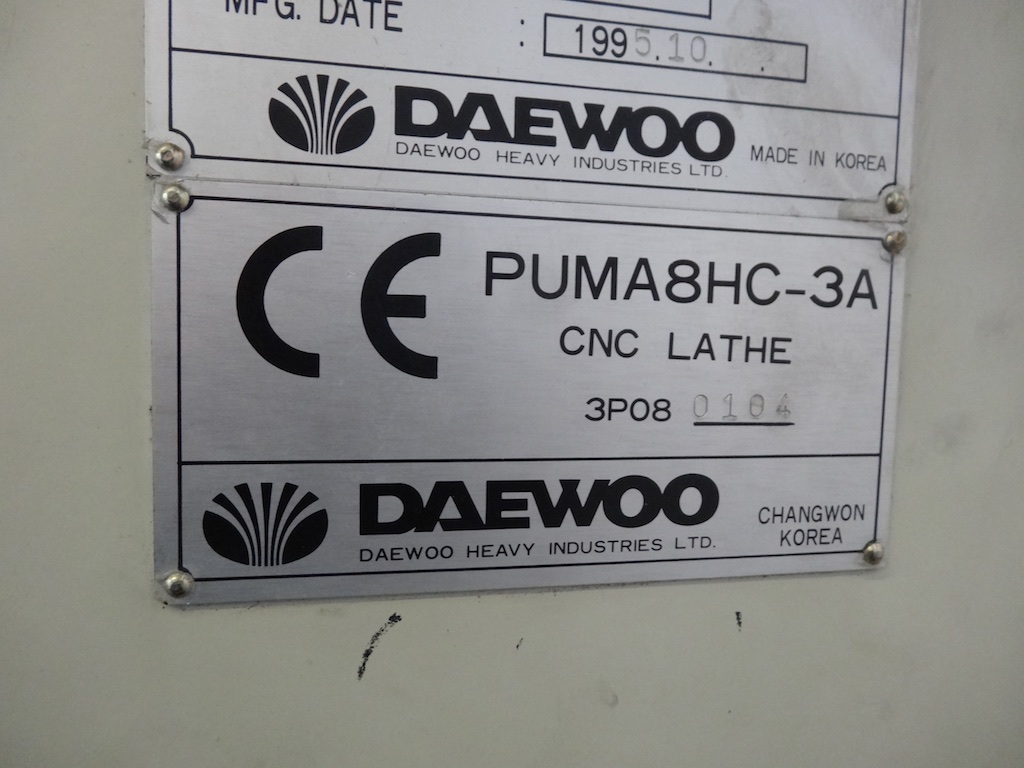 MFG. DATE : 1995.10. .
DAEWOO
DAEWOO HEAVY INDUSTRIES LTD.
MADE IN KOREA
CE
PUMA8HC-3A
CNC LATHE
3P08 0104
DAEWOO
DAEWOO HEAVY INDUSTRIES LTD.
CHANGWON
KOREA